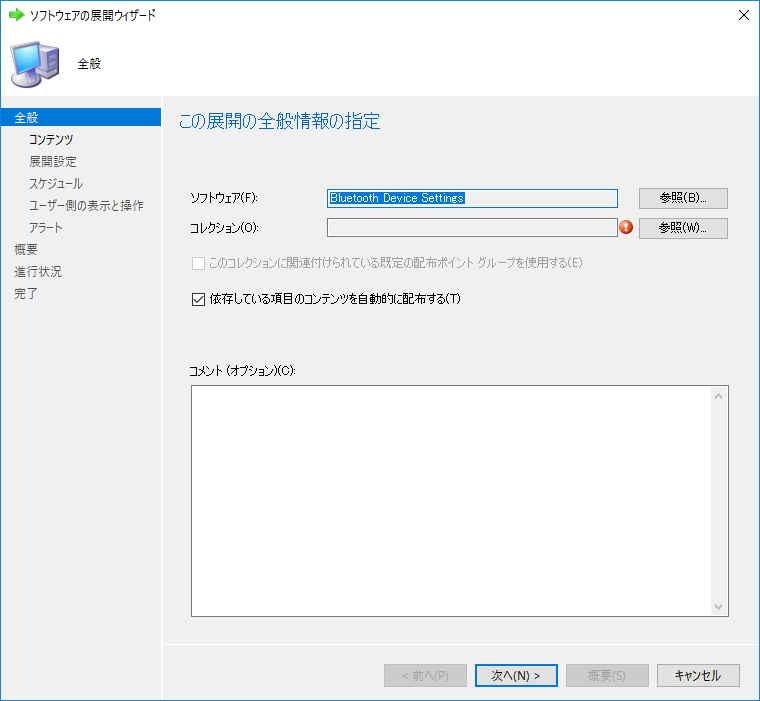 ソフトウェアの展開ウィザード
全般
全般
コンテンツ
展開設定
スケジュール
ユーザー側の表示と操作
アラート
概要
進行状況
完了
この展開の全般情報の指定
ソフトウェア(F):
Bluetooth Device Settings
参照(B)...
コレクション(O):
参照(W)...
このコレクションに関連付けられている既定の配布ポイント グループを使用する(E)
依存している項目のコンテンツを自動的に配布する(T)
コメント (オプション)(C):
< 前へ(P)
次へ(N) >
概要(S)
キャンセル